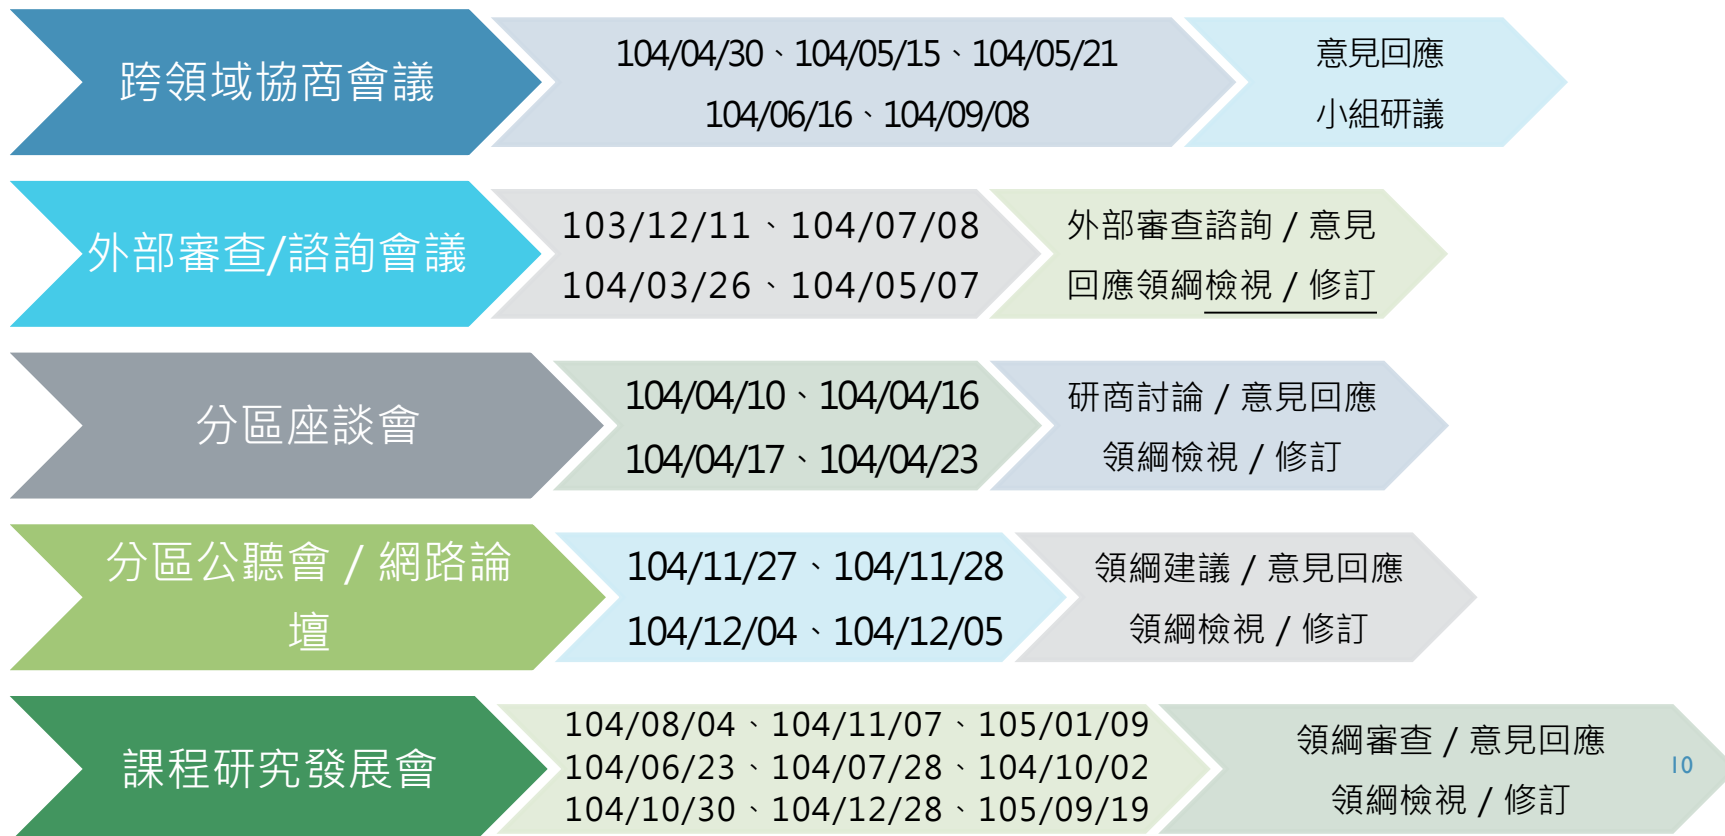 跨領域協商會議
104/04/30、104/05/15、104/05/21
104/06/16、104/09/08
意見回應
小組研議
外部審查/諮詢會議
103/12/11、104/07/08
104/03/26、104/05/07
外部審查諮詢 / 意見
回應領綱檢視 / 修訂
分區座談會
104/04/10、104/04/16
104/04/17、104/04/23
研商討論 / 意見回應
領綱檢視 / 修訂
分區公聽會 / 網路論
壇
104/11/27、104/11/28
104/12/04、104/12/05
領綱建議 / 意見回應
領綱檢視 / 修訂
課程研究發展會
104/08/04、104/11/07、105/01/09
104/06/23、104/07/28、104/10/02
104/10/30、104/12/28、105/09/19
領綱審查 / 意見回應
領綱檢視 / 修訂
10